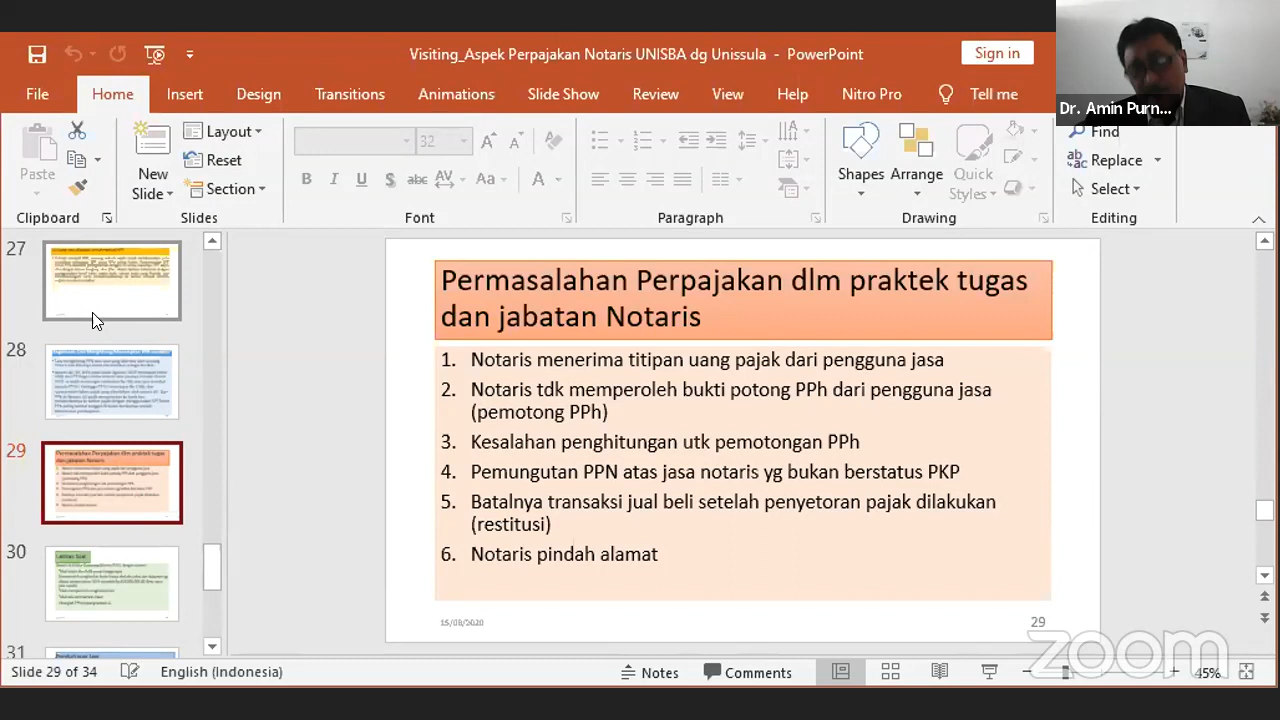 Visiting_Aspek Perpajakan Notaris UNISBA dg Unissula - PowerPoint
Sign in
Dr. Amin Purn...
File Home Insert Design Transitions Animations Slide Show Review View Help Nitro Pro Tell me
Paste
New Slide
Layout
Reset
Section
32
B I U S abc AV Aa A
Shapes Arrange Quick Styles
Find
Replace
Select
Clipboard Slides Font Paragraph Drawing Editing
27
28
29
30
31
Permasalahan Perpajakan dlm praktek tugas
dan jabatan Notaris
1. Notaris menerima titipan uang pajak dari pengguna jasa
2. Notaris tdk memperoleh bukti potong PPh dari pengguna jasa
(pemotong PPh)
3. Kesalahan penghitungan utk pemotongan PPh
4. Pemungutan PPN atas jasa notaris yg bukan berstatus PKP
5. Batalnya transaksi jual beli setelah penyetoran pajak dilakukan
(restitusi)
6. Notaris pindah alamat
15/08/2020
29
zoom
Slide 29 of 34 English (Indonesia) Notes Comments 45%